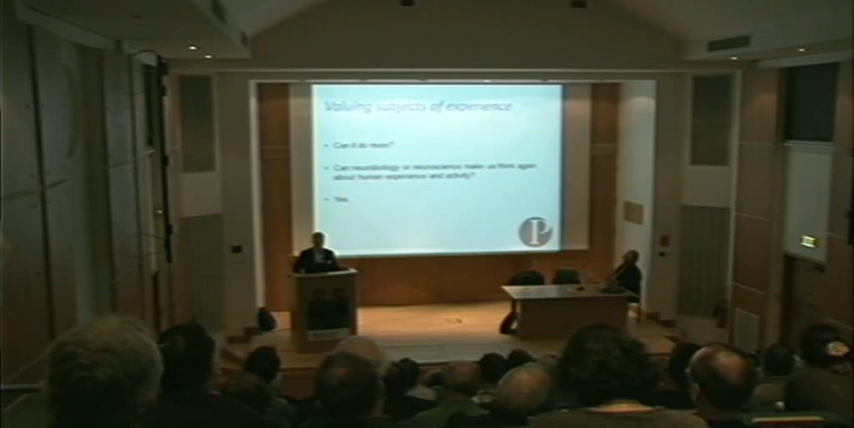 Valuing subjects of experience
- Can it do more?
- Can neurobiology or neuroscience make us think again
about human experience and activity?
- Yes.
P